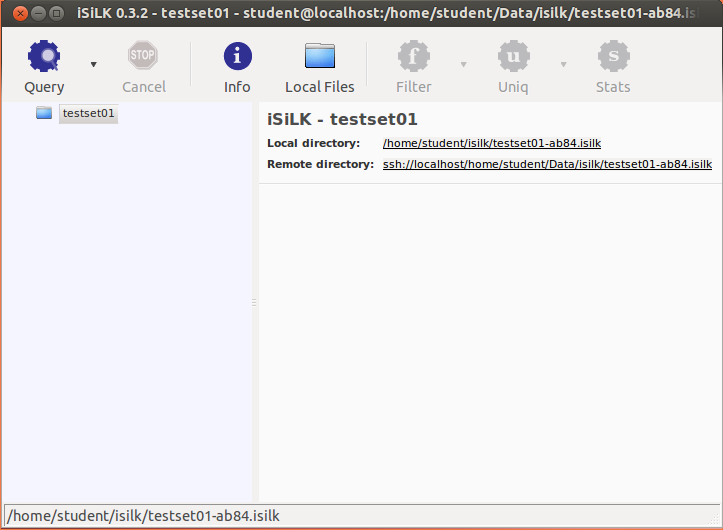 iSiLK 0.3.2 - testset01 - student@localhost:/home/student/Data/isilk/testset01-ab84.is
STOP i f u s
Query Cancel Info Local Files Filter Uniq Stats
testset01
iSiLK - testset01
Local directory: /home/student/isilk/testset01-ab84.isilk
Remote directory: ssh://localhost/home/student/Data/isilk/testset01-ab84.isilk
/home/student/isilk/testset01-ab84.isilk